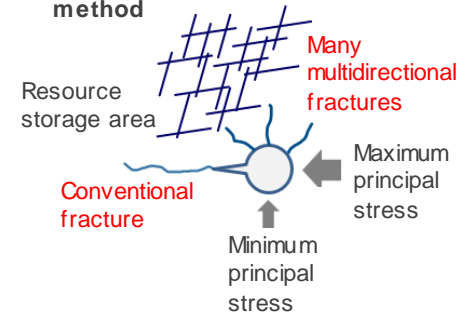 method
Many
multidirectional
fractures
Resource
storage area
Maximum
principal
stress
Conventional
fracture
Minimum
principal
stress